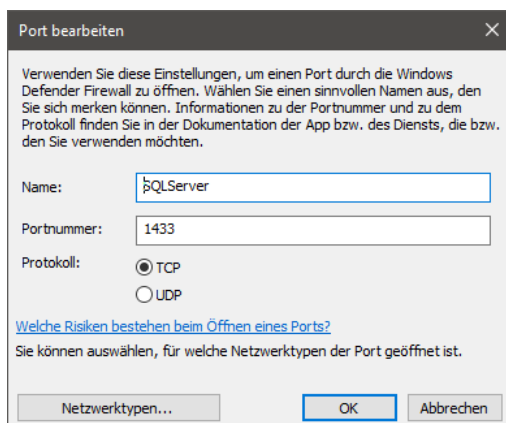 Port bearbeiten
Verwenden Sie diese Einstellungen, um einen Port durch die Windows
Defender Firewall zu öffnen. Wählen Sie einen sinnvollen Namen aus, den
Sie sich merken können. Informationen zu der Portnummer und zu dem
Protokoll finden Sie in der Dokumentation der App bzw. des Diensts, die bzw.
den Sie verwenden möchten.
Name: SQLServer
Portnummer: 1433
Protokoll: TCP
UDP
Welche Risiken bestehen beim Öffnen eines Ports?
Sie können auswählen, für welche Netzwerktypen der Port geöffnet ist.
Netzwerktypen... OK Abbrechen